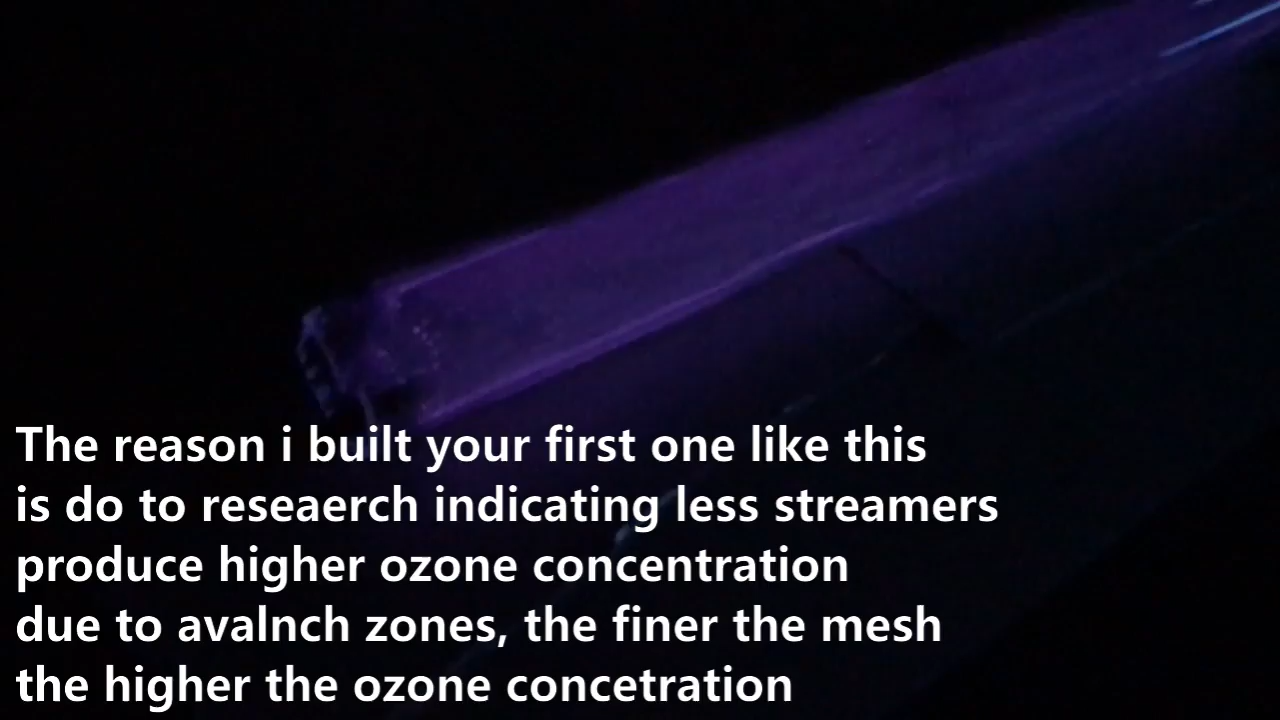 The reason i built your first one like this
is do to reseaerch indicating less streamers
produce higher ozone concentration
due to avalnch zones, the finer the mesh
the higher the ozone concetration